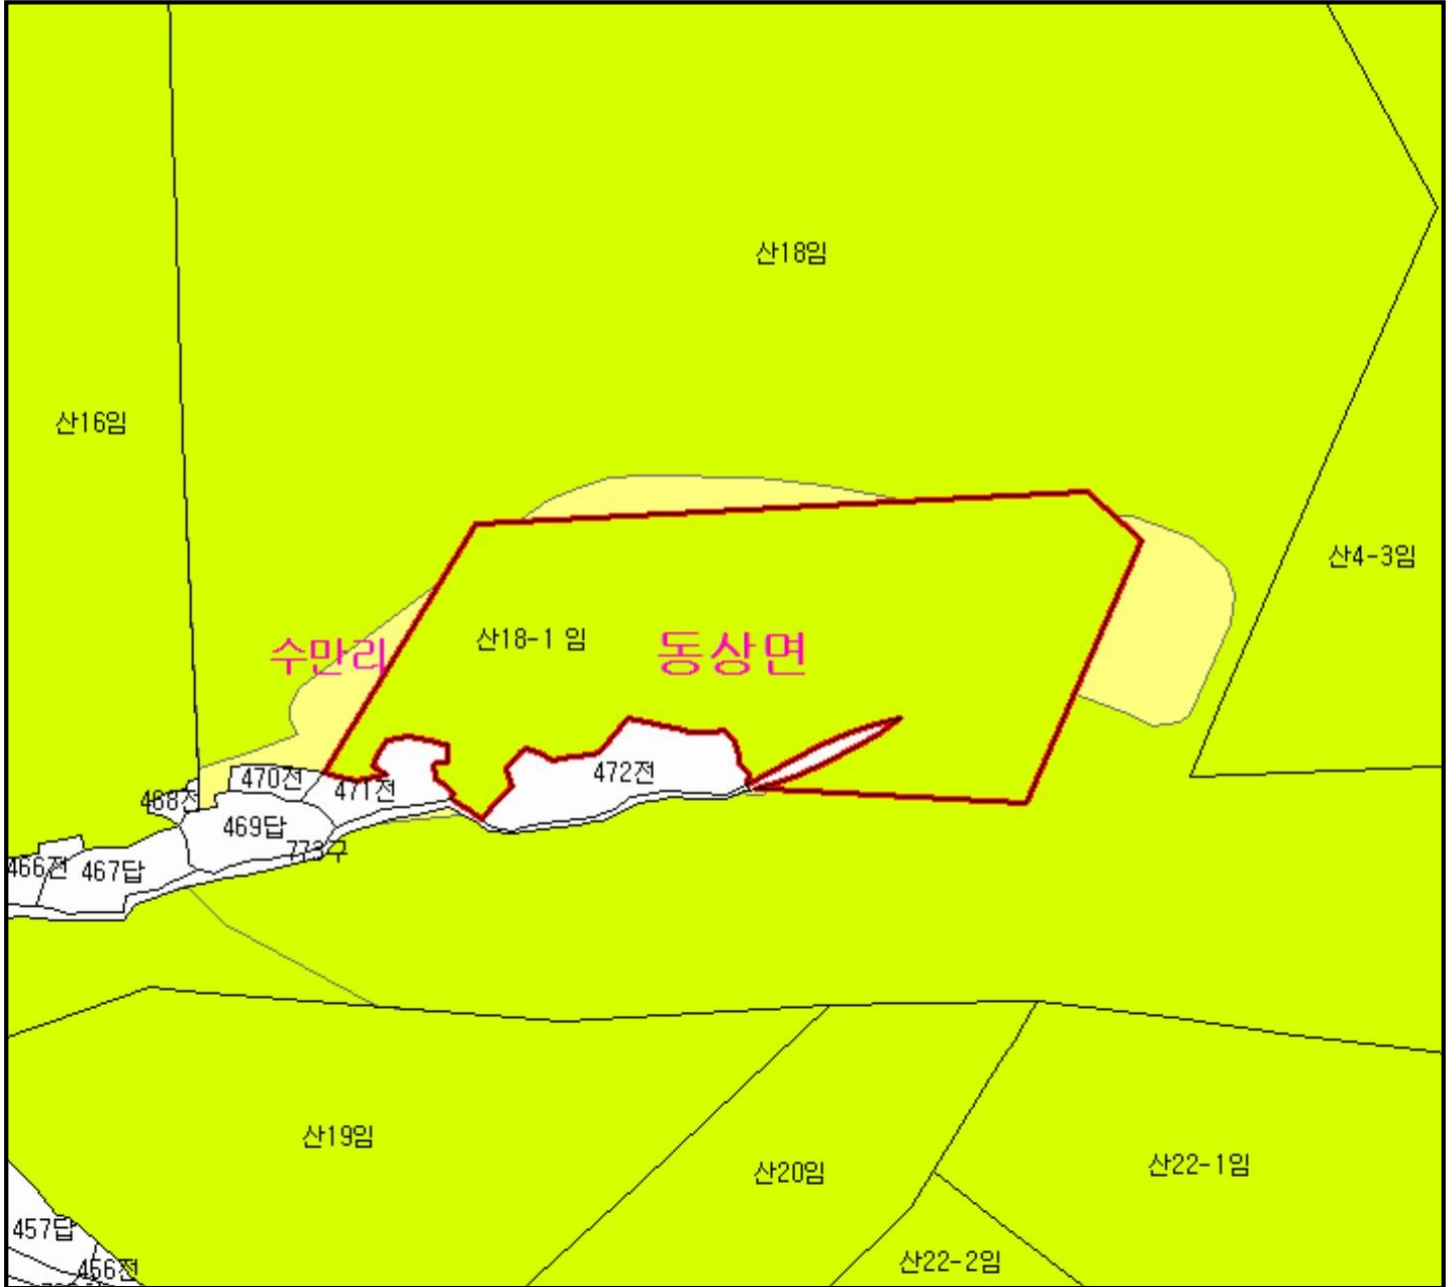 산18임
산16임
산4-3임
수만리
산18-1 임
동상면
470전
472전
471전
468전
469답
773구
466전
467답
산19임
산20임
산22-1임
457답
산22-2임
456전